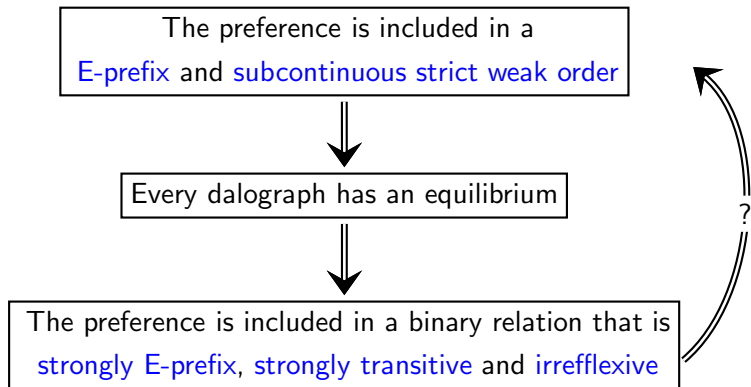 The preference is included in a
E-prefix and subcontinuous strict weak order
Every dalograph has an equilibrium
?
The preference is included in a binary relation that is
strongly E-prefix, strongly transitive and irrefflexive